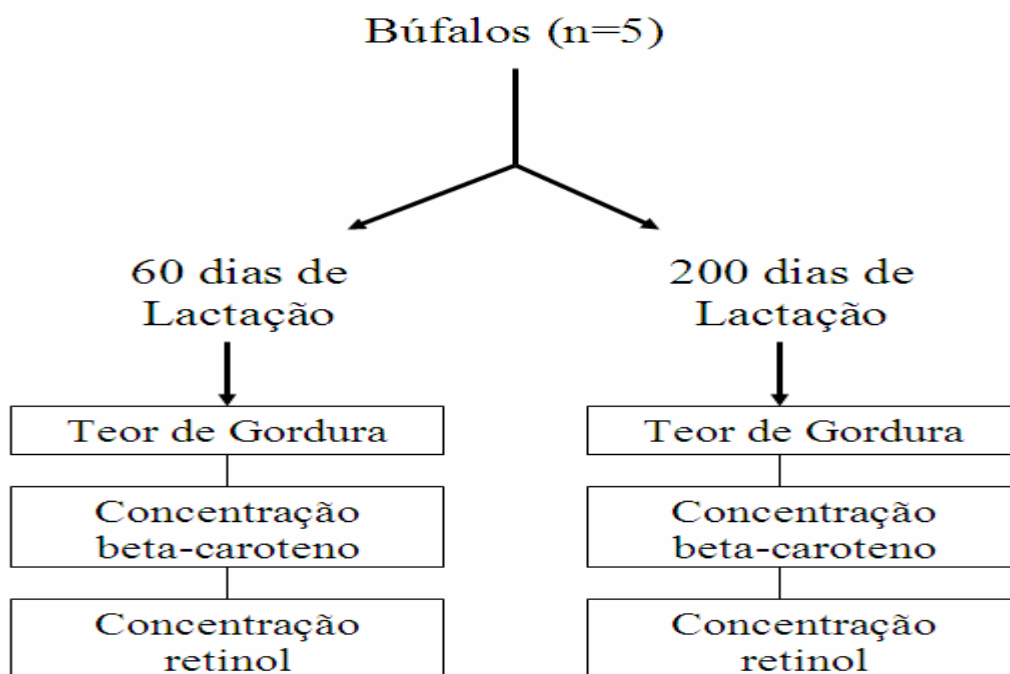 Búfalos (n=5)
60 dias de
Lactação
200 dias de
Lactação
Teor de Gordura
Teor de Gordura
Concentração
beta-caroteno
Concentração
beta-caroteno
Concentração
retinol
Concentração
retinol